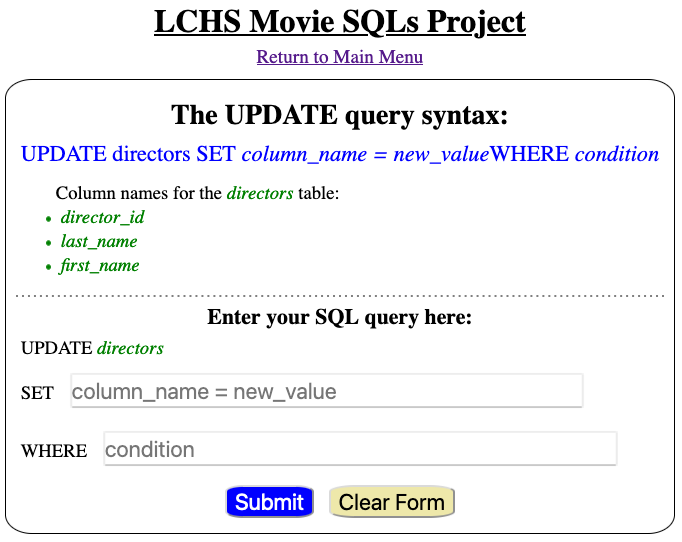 LCHS Movie SQLs Project
Return to Main Menu
The UPDATE query syntax:
UPDATE directors SET column_name = new_valueWHERE condition
Column names for the directors table:
• director_id
• last_name
• first_name
Enter your SQL query here:
UPDATE directors
SET column_name = new_value
WHERE condition
Submit Clear Form